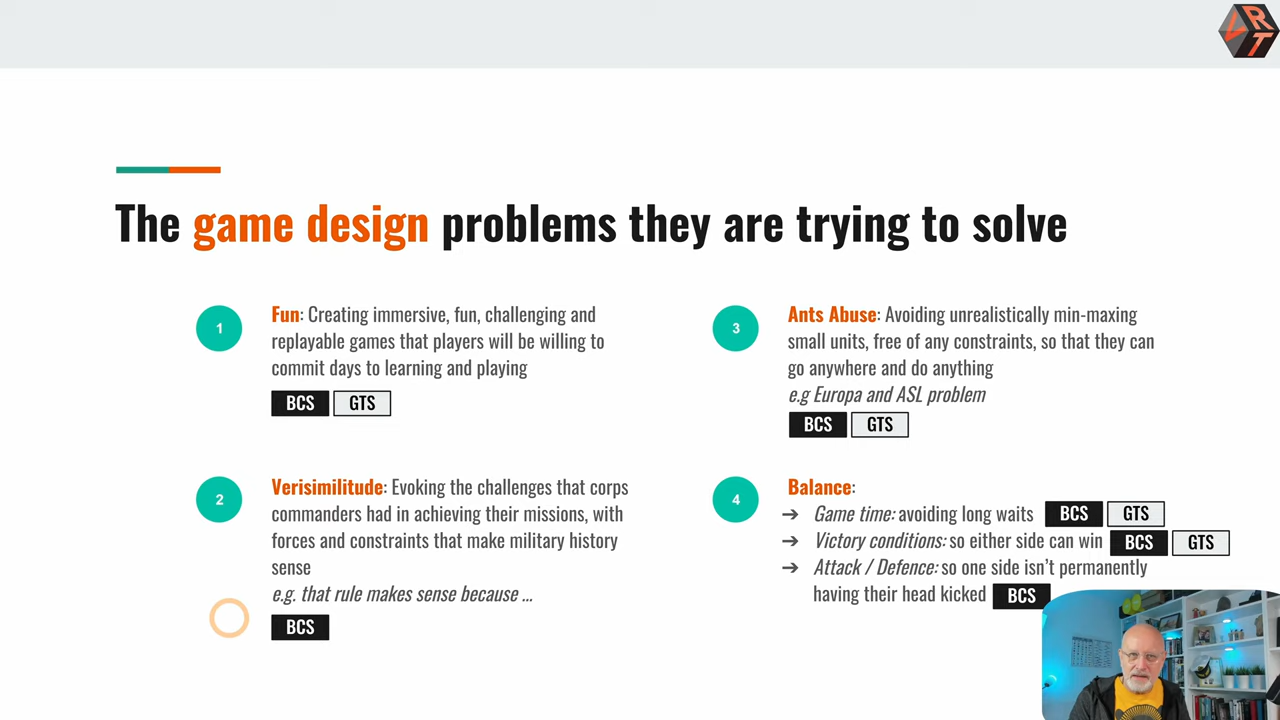 VRT
The game design problems they are trying to solve
1
Fun: Creating immersive, fun, challenging and
replayable games that players will be willing to
commit days to learning and playing
BCS GTS
2
Verisimilitude: Evoking the challenges that corps
commanders had in achieving their missions, with
forces and constraints that make military history
sense
e.g. that rule makes sense because ...
BCS
3
Ants Abuse: Avoiding unrealistically min-maxing
small units, free of any constraints, so that they can
go anywhere and do anything
e.g Europa and ASL problem
BCS GTS
4
Balance:
➔ Game time: avoiding long waits BCS GTS
➔ Victory conditions: so either side can win BCS GTS
➔ Attack / Defence: so one side isn’t permanently
having their head kicked BCS